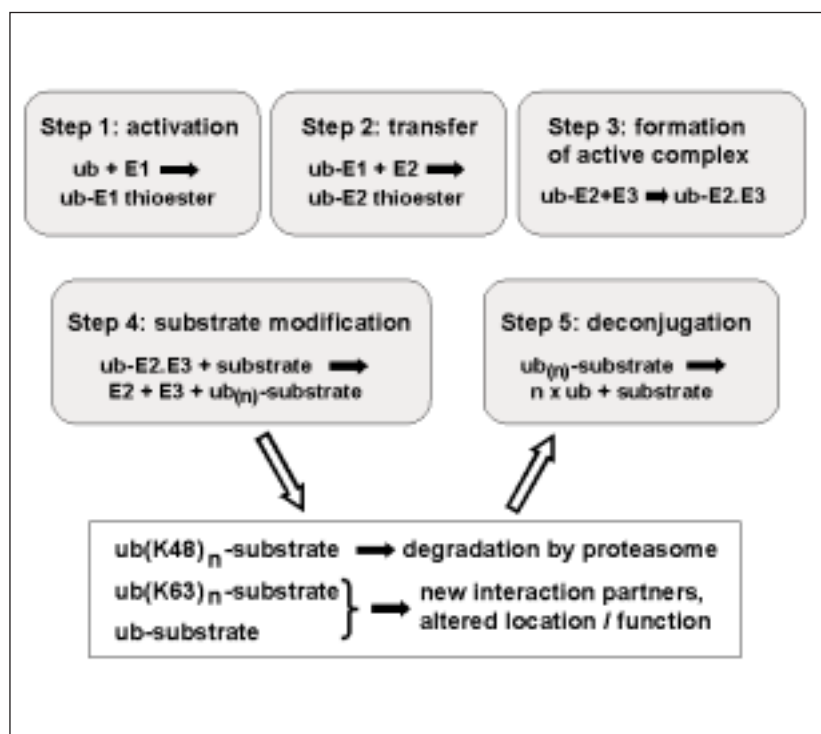 Step 1: activation
ub + E1 ➡
ub-E1 thioester
Step 2: transfer
ub-E1 + E2 ➡
ub-E2 thioester
Step 3: formation
of active complex
ub-E2+E3 ➡ ub-E2.E3
Step 4: substrate modification
ub-E2.E3 + substrate ➡
E2 + E3 + ub(n)-substrate
Step 5: deconjugation
ub(n)-substrate ➡
n x ub + substrate
ub(K48)n-substrate ➡ degradation by proteasome
ub(K63)n-substrate
ub-substrate
} ➡ new interaction partners,
altered location / function